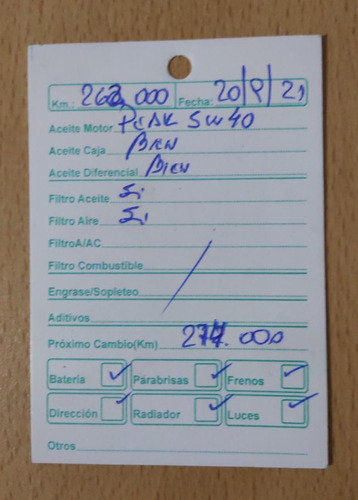 Km.: 262,000 Fecha: 20/9/21
Aceite Motor PEAK 5W40
Aceite Caja BIEN
Aceite Diferencial BIEN
Filtro Aceite Si
Filtro Aire Si
FiltroA/AC
Filtro Combustible
Engrase/Sopleteo
Aditivos
Próximo Cambio(Km) .000
Bateria ✓ Parabrisas ✓ Frenos ✓
Dirección ✓ Radiador ✓ Luces ✓
Otros